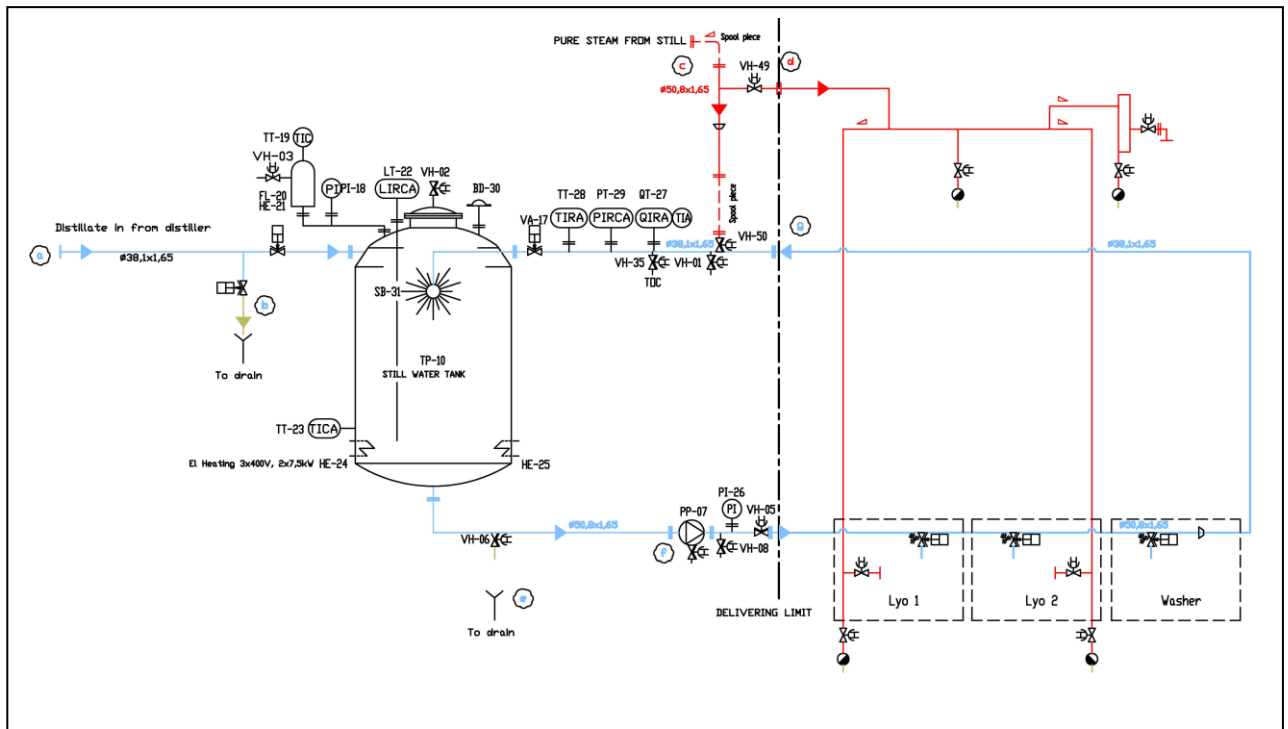 PURE STEAM FROM STILL
Spool piece
c
VH-49
d
ø50,8x1,65
TT-19
TIC
VH-03
FL-20
HE-21
PI
PI-18
LT-22
LIRCA
VH-02
BD-30
VA-17
TT-28
TIRA
PT-29
PIRCA
QT-27
QIRA
TIA
Spool piece
VH-50
g
Distillate in from distiller
a
ø38,1x1,65
ø38,1x1,65
ø38,1x1,65
VH-35
VH-01
TOC
SB-31
b
To drain
TP-10
STILL WATER TANK
TT-23
TICA
El Heating 3x400V, 2x7,5kW
HE-24
HE-25
PI-26
PI
PP-07
VH-05
ø50,8x1,65
ø50,8x1,65
VH-06
f
VH-08
e
To drain
DELIVERING LIMIT
Lyo 1
Lyo 2
Washer